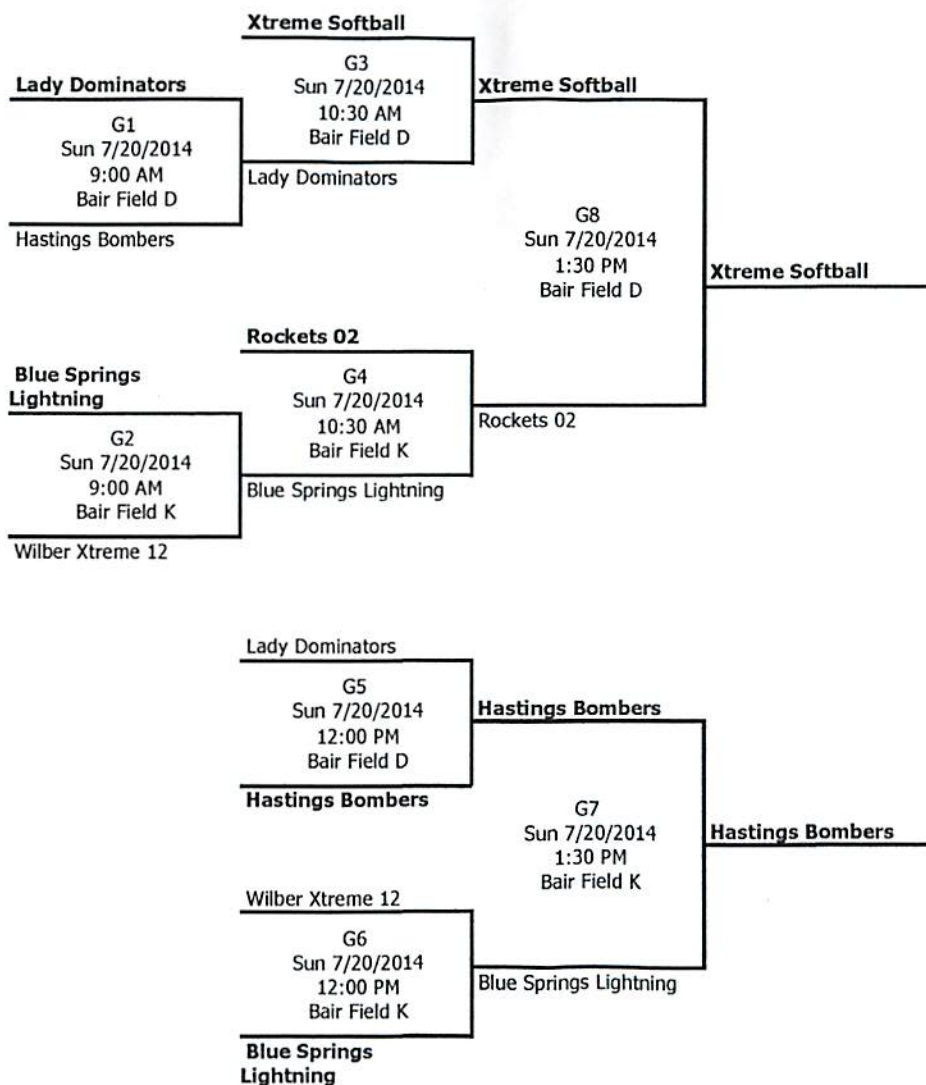 Xtreme Softball
G3
Sun 7/20/2014
10:30 AM
Bair Field D
Lady Dominators
Xtreme Softball
Lady Dominators
G1
Sun 7/20/2014
9:00 AM
Bair Field D
Hastings Bombers
G8
Sun 7/20/2014
1:30 PM
Bair Field D
Xtreme Softball
Rockets 02
G4
Sun 7/20/2014
10:30 AM
Bair Field K
Blue Springs Lightning
Rockets 02
Blue Springs
Lightning
G2
Sun 7/20/2014
9:00 AM
Bair Field K
Wilber Xtreme 12
Lady Dominators
G5
Sun 7/20/2014
12:00 PM
Bair Field D
Hastings Bombers
Hastings Bombers
G7
Sun 7/20/2014
1:30 PM
Bair Field K
Hastings Bombers
Wilber Xtreme 12
G6
Sun 7/20/2014
12:00 PM
Bair Field K
Blue Springs Lightning
Blue Springs
Lightning